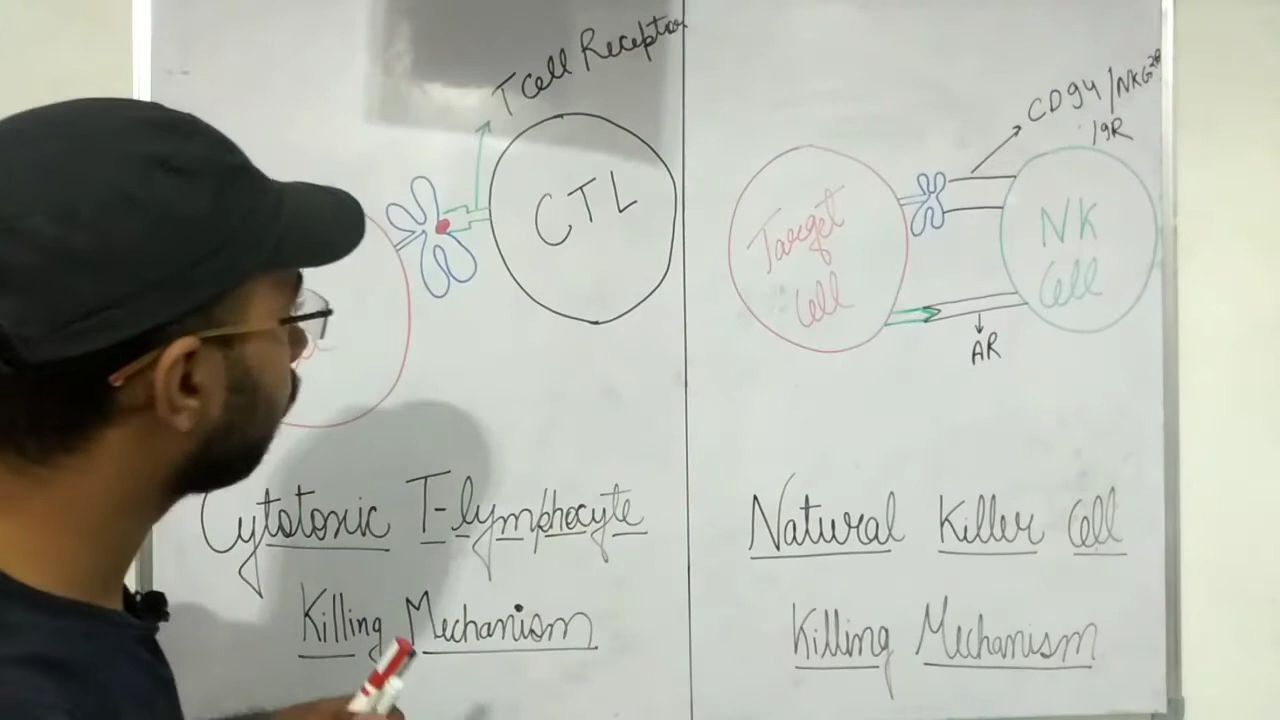 T cell Receptor
CTL
Cytotoxic T-lymphocyte
Killing Mechanism
CD94/NKG2A
IgR
Target
Cell
NK
Cell
AR
Natural Killer Cell
Killing Mechanism